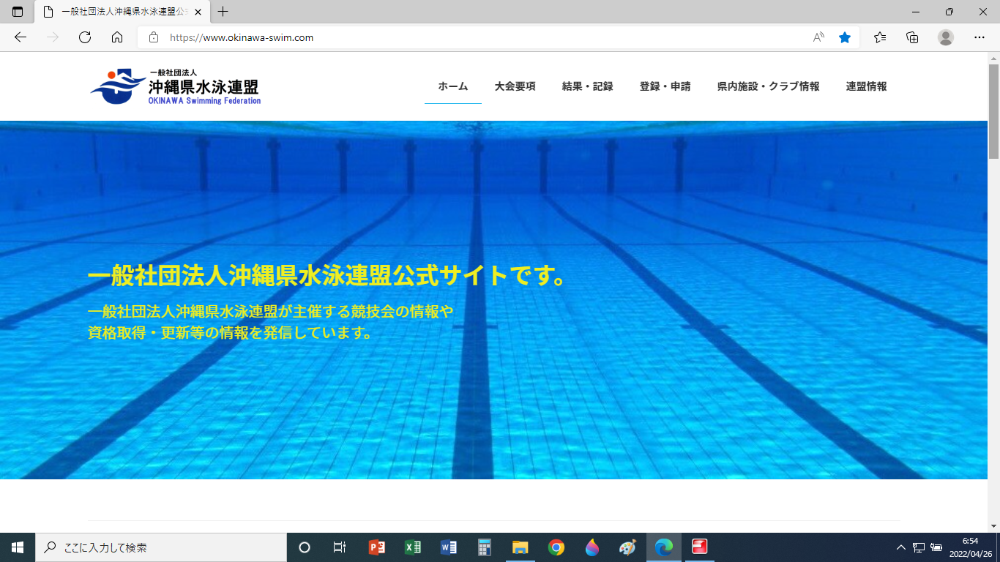 一般社団法人沖縄県水泳連盟公式
https://www.okinawa-swim.com
一般社団法人
沖縄県水泳連盟
OKINAWA Swimming Federation
ホーム
大会要項
結果・記録
登録・申請
県内施設・クラブ情報
連盟情報
一般社団法人沖縄県水泳連盟公式サイトです。
一般社団法人沖縄県水泳連盟が主催する競技会の情報や
資格取得・更新等の情報を発信しています。
ここに入力して検索
6:54
2022/04/26